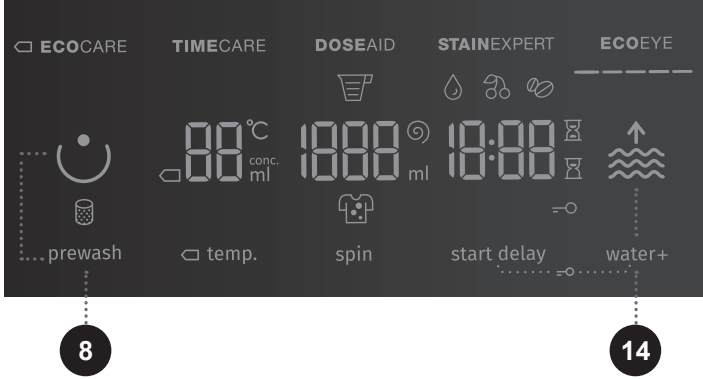 ECOCARE TIMECARE DOSEAID STAINEXPERT ECOEYE
88 °C 1888 18:88
conc.
ml ml
prewash temp. spin start delay water+
8 14